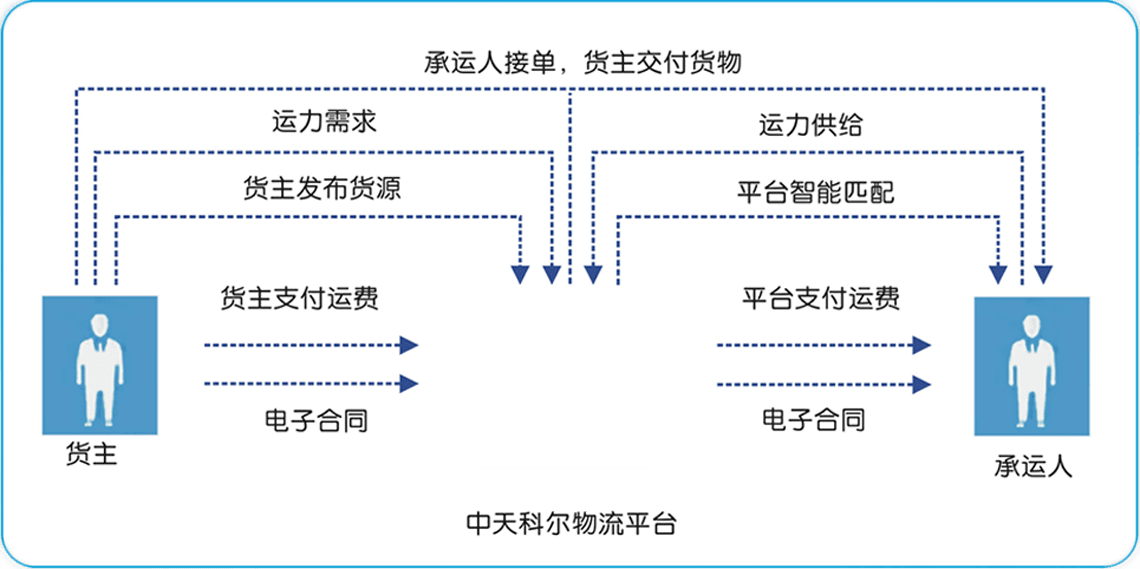 承运人接单，货主交付货物
运力需求
运力供给
货主发布货源
平台智能匹配
货主支付运费
平台支付运费
电子合同
电子合同
货主
承运人
中天科尔物流平台